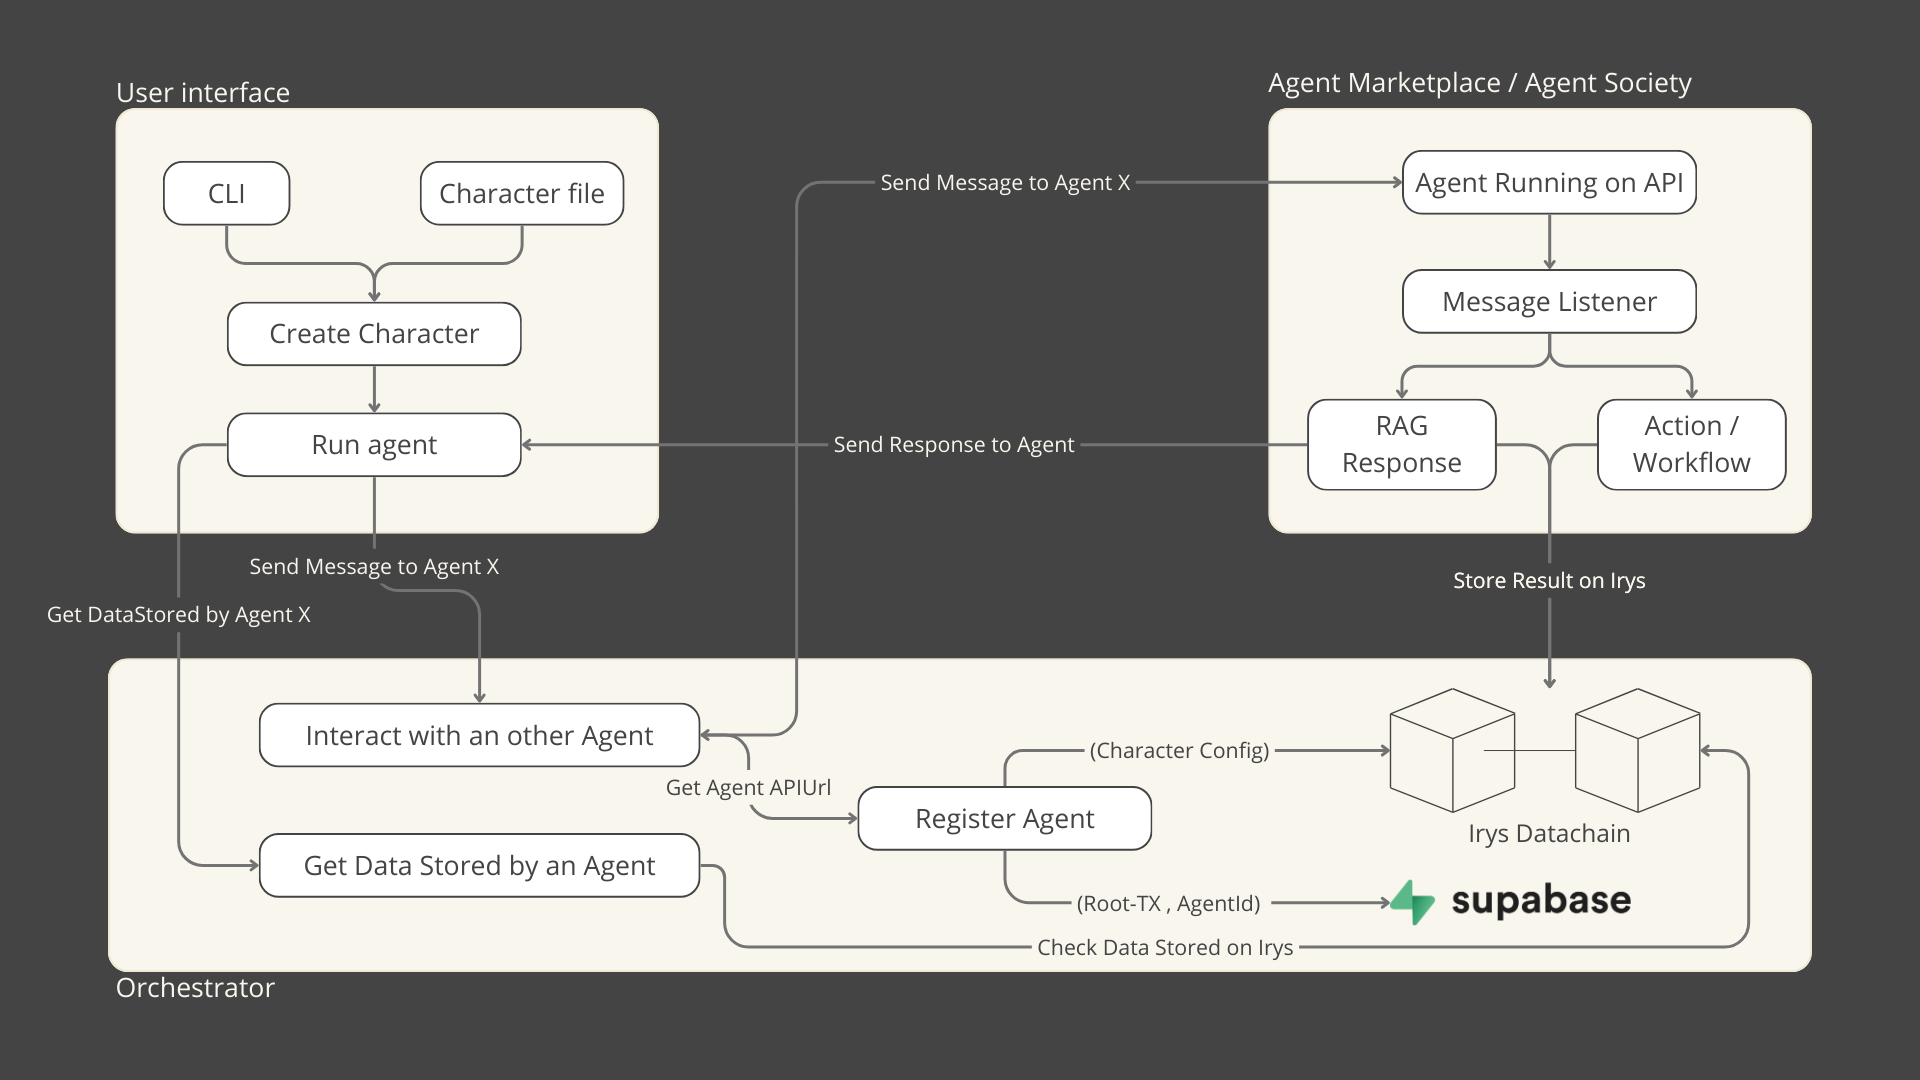 User interface
CLI
Character file
Create Character
Run agent
Agent Marketplace / Agent Society
Send Message to Agent X
Agent Running on API
Message Listener
RAG
Response
Action /
Workflow
Send Response to Agent
Send Message to Agent X
Get DataStored by Agent X
Store Result on Irys
Interact with an other Agent
Get Agent APIUrl
(Character Config)
Register Agent
Irys Datachain
Get Data Stored by an Agent
(Root-TX , AgentId)
supabase
Check Data Stored on Irys
Orchestrator